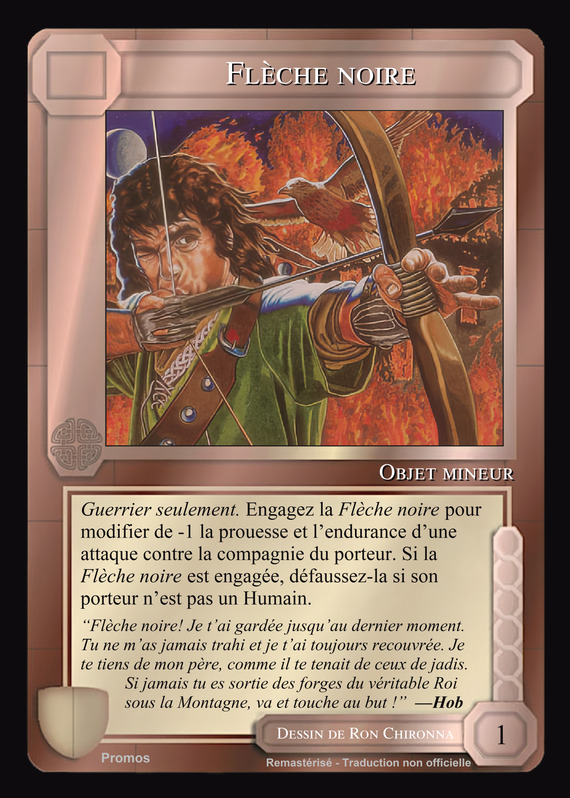 Flèche noire
Objet mineur
Guerrier seulement. Engagez la Flèche noire pour
modifier de -1 la prouesse et l’endurance d’une
attaque contre la compagnie du porteur. Si la
Flèche noire est engagée, défaussez-la si son
porteur n’est pas un Humain.
“Flèche noire! Je t’ai gardée jusqu’au dernier moment.
Tu ne m’as jamais trahi et je t’ai toujours recouvrée. Je
te tiens de mon père, comme il te tenait de ceux de jadis.
Si jamais tu es sortie des forges du véritable Roi
sous la Montagne, va et touche au but !” —Hob
Dessin de Ron Chironna
1
Promos
Remastérisé - Traduction non officielle